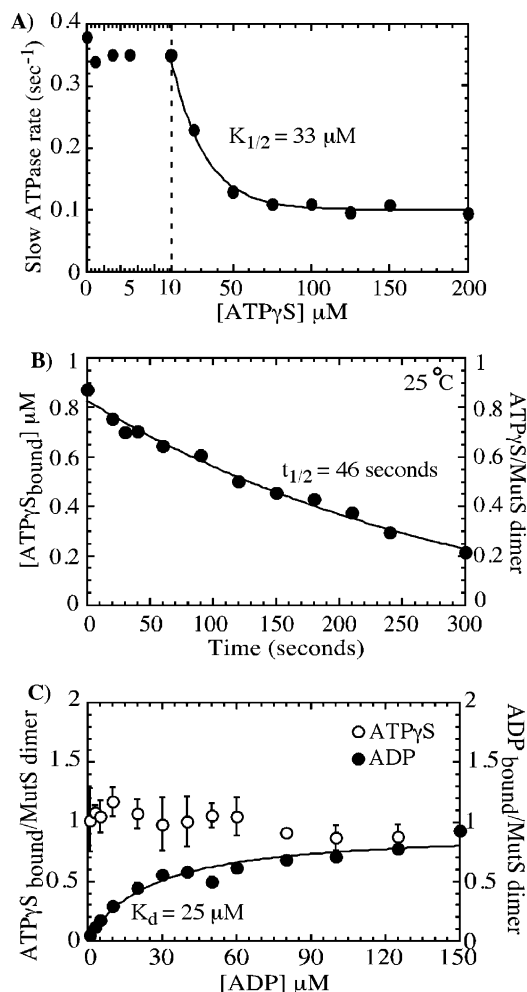 A)
Slow ATPase rate (sec⁻¹)
0.4
0.3
0.2
0.1
0
K1/2 = 33 µM
0 5 10 50 100 150 200
[ATPγS] µM
B)
[ATPγSbound] µM
1
0.8
0.6
0.4
0.2
0
25 °C
t1/2 = 46 seconds
1
0.8
0.6
0.4
0.2
0
ATPγS/MutS dimer
0 50 100 150 200 250 300
Time (seconds)
C)
ATPγS bound/MutS dimer
2
1.5
1
0.5
0
ATPγS
ADP
Kd = 25 µM
2
1.5
1
0.5
0
ADP bound/MutS dimer
0 30 60 90 120 150
[ADP] µM